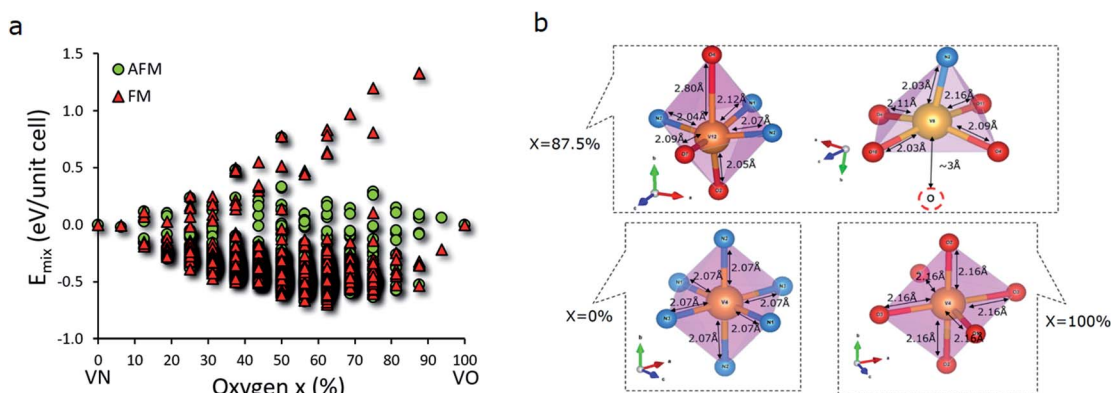 a
b
AFM
FM
E_mix (eV/unit cell)
1.5
1.0
0.5
0.0
-0.5
-1.0
0 10 20 30 40 50 60 70 80 90 100
VN
Oxygen x (%)
VO
X=87.5%
2.80Å
2.12Å
2.04Å
2.07Å
2.09Å
2.05Å
V12
2.03Å
2.16Å
2.11Å
2.09Å
2.03Å
~3Å
O
X=0%
2.07Å
2.07Å
2.07Å
2.07Å
2.07Å
2.07Å
X=100%
2.16Å
2.16Å
2.16Å
2.16Å
2.16Å